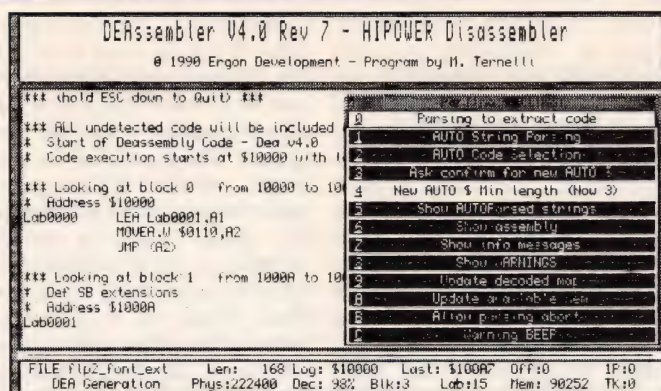 DEAssembler V4.0 Rev 7 - HIPOWER Disassembler
© 1990 Ergon Development - Program by M. Ternelli
*** (hold ESC down to Quit) ***
*** ALL undetected code will be included
* Start of Deassembly Code - Dea v4.0
* Code execution starts at $10000 with
*** Looking at block 0 from 10000 to 100
* Address $10000
Lab0000 LEA Lab0001,A1
MOVEA.W $0110,A2
JMP (A2)
*** Looking at block 1 from 1000A to 10
* Def SB extensions
* Address $1000A
Lab0001
0 Parsing to extract code
1 AUTO String Parsing
2 AUTO Code Selection
3 Ask confirm for new AUTO $
4 New AUTO $ Min length (Now 3)
5 Show AUTOParsed strings
6 Show assembly
7 Show info messages
8 Show WARNINGS
9 Update decoded map
A Update available mem
B Allow parsing abort
C Warning BEEP
FILE flp2_font_ext Len: 168 Log: $10000 Last: $100A7 Off:0 IP:0
DEA Generation Phys:222400 Dec: 98% Blk:3 Lab:15 Mem: 90252 TK:0